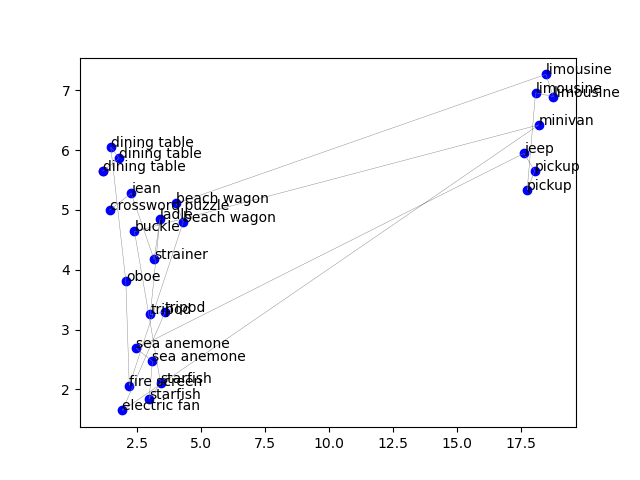 limousine
limousine
limousine
7
minivan
dining table
jeep
6
dining table
dining table
pickup
jean
pickup
beach wagon
crossword puzzle
5
ladle
beach wagon
buckle
strainer
4
oboe
tripod
tripod
3
sea anemone
sea anemone
fire screen
starfish
2
starfish
electric fan
2.5
5.0
7.5
10.0
12.5
15.0
17.5